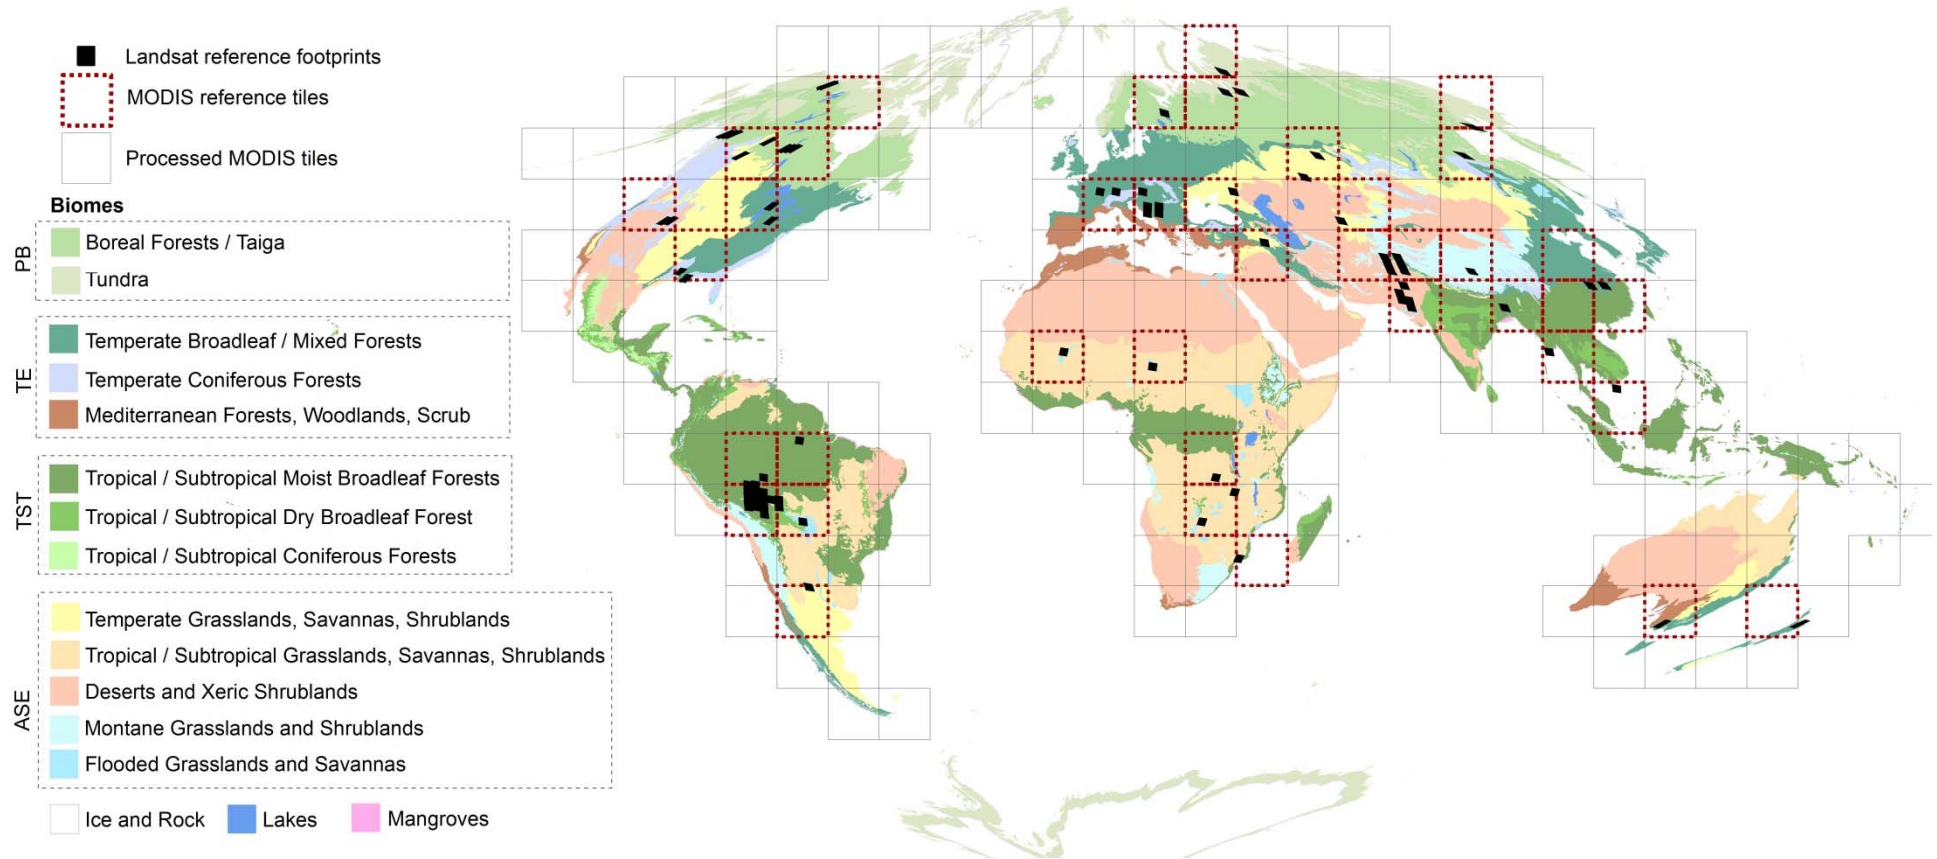 Landsat reference footprints
MODIS reference tiles
Processed MODIS tiles
Biomes
PB
Boreal Forests / Taiga
Tundra
TE
Temperate Broadleaf / Mixed Forests
Temperate Coniferous Forests
Mediterranean Forests, Woodlands, Scrub
TST
Tropical / Subtropical Moist Broadleaf Forests
Tropical / Subtropical Dry Broadleaf Forest
Tropical / Subtropical Coniferous Forests
ASE
Temperate Grasslands, Savannas, Shrublands
Tropical / Subtropical Grasslands, Savannas, Shrublands
Deserts and Xeric Shrublands
Montane Grasslands and Shrublands
Flooded Grasslands and Savannas
Ice and Rock
Lakes
Mangroves